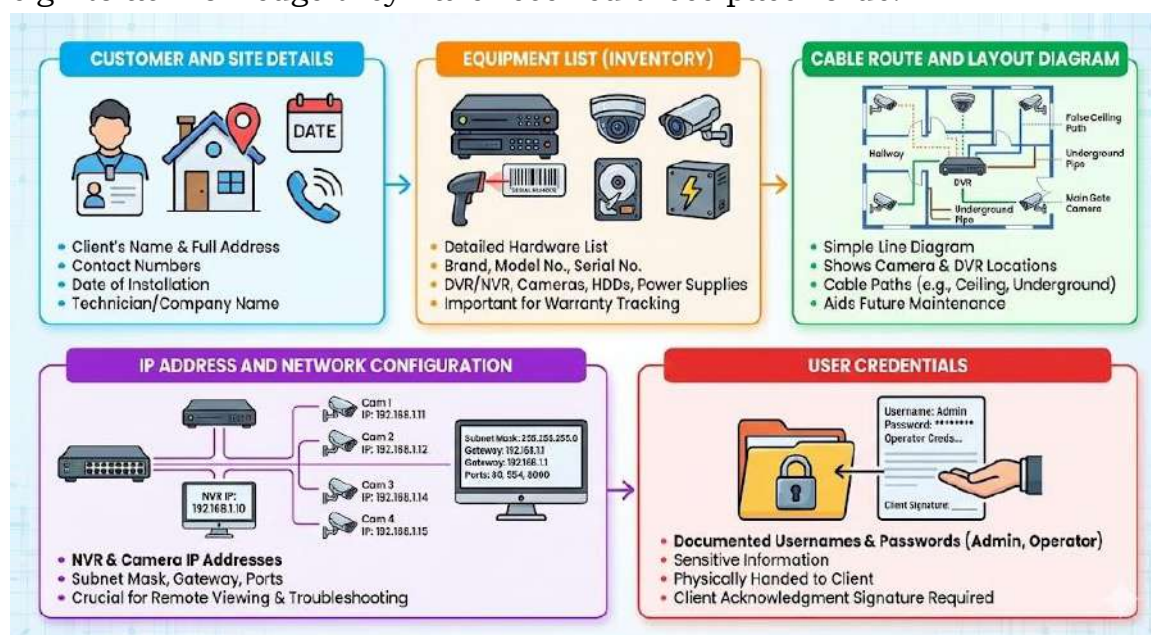 CUSTOMER AND SITE DETAILS
DATE
• Client's Name & Full Address
• Contact Numbers
• Date of Installation
• Technician/Company Name
EQUIPMENT LIST (INVENTORY)
• Detailed Hardware List
• Brand, Model No., Serial No.
• DVR/NVR, Cameras, HDDs, Power Supplies
• Important for Warranty Tracking
CABLE ROUTE AND LAYOUT DIAGRAM
False Ceiling
Path
Hallway
Underground
Pipe
DVR
Main Gate
Camera
Underground
Pipe
• Simple Line Diagram
• Shows Camera & DVR Locations
• Cable Paths (e.g., Ceiling, Underground)
• Aids Future Maintenance
IP ADDRESS AND NETWORK CONFIGURATION
Cam 1
IP: 192.168.1.11
Cam 2
IP: 192.168.1.12
Cam 3
IP: 192.168.1.14
Cam 4
IP: 192.168.1.15
NVR IP:
192.168.1.10
Subnet Mask: 255.255.255.0
Gateway: 192.168.1.1
Gateway: 192.168.1.1
Ports: 80, 554, 8000
• NVR & Camera IP Addresses
• Subnet Mask, Gateway, Ports
• Crucial for Remote Viewing & Troubleshooting
USER CREDENTIALS
Username: Admin
Password: ********
Operator Creds...
Client Signature: ____
• Documented Usernames & Passwords (Admin, Operator)
• Sensitive Information
• Physically Handed to Client
• Client Acknowledgment Signature Required